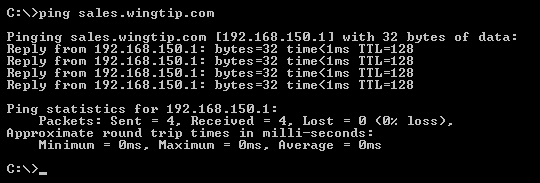 C:\>ping sales.wingtip.com
Pinging sales.wingtip.com [192.168.150.1] with 32 bytes of data:
Reply from 192.168.150.1: bytes=32 time<1ms TTL=128
Reply from 192.168.150.1: bytes=32 time<1ms TTL=128
Reply from 192.168.150.1: bytes=32 time<1ms TTL=128
Reply from 192.168.150.1: bytes=32 time<1ms TTL=128
Ping statistics for 192.168.150.1:
    Packets: Sent = 4, Received = 4, Lost = 0 (0% loss),
Approximate round trip times in milli-seconds:
    Minimum = 0ms, Maximum = 0ms, Average = 0ms
C:\>_